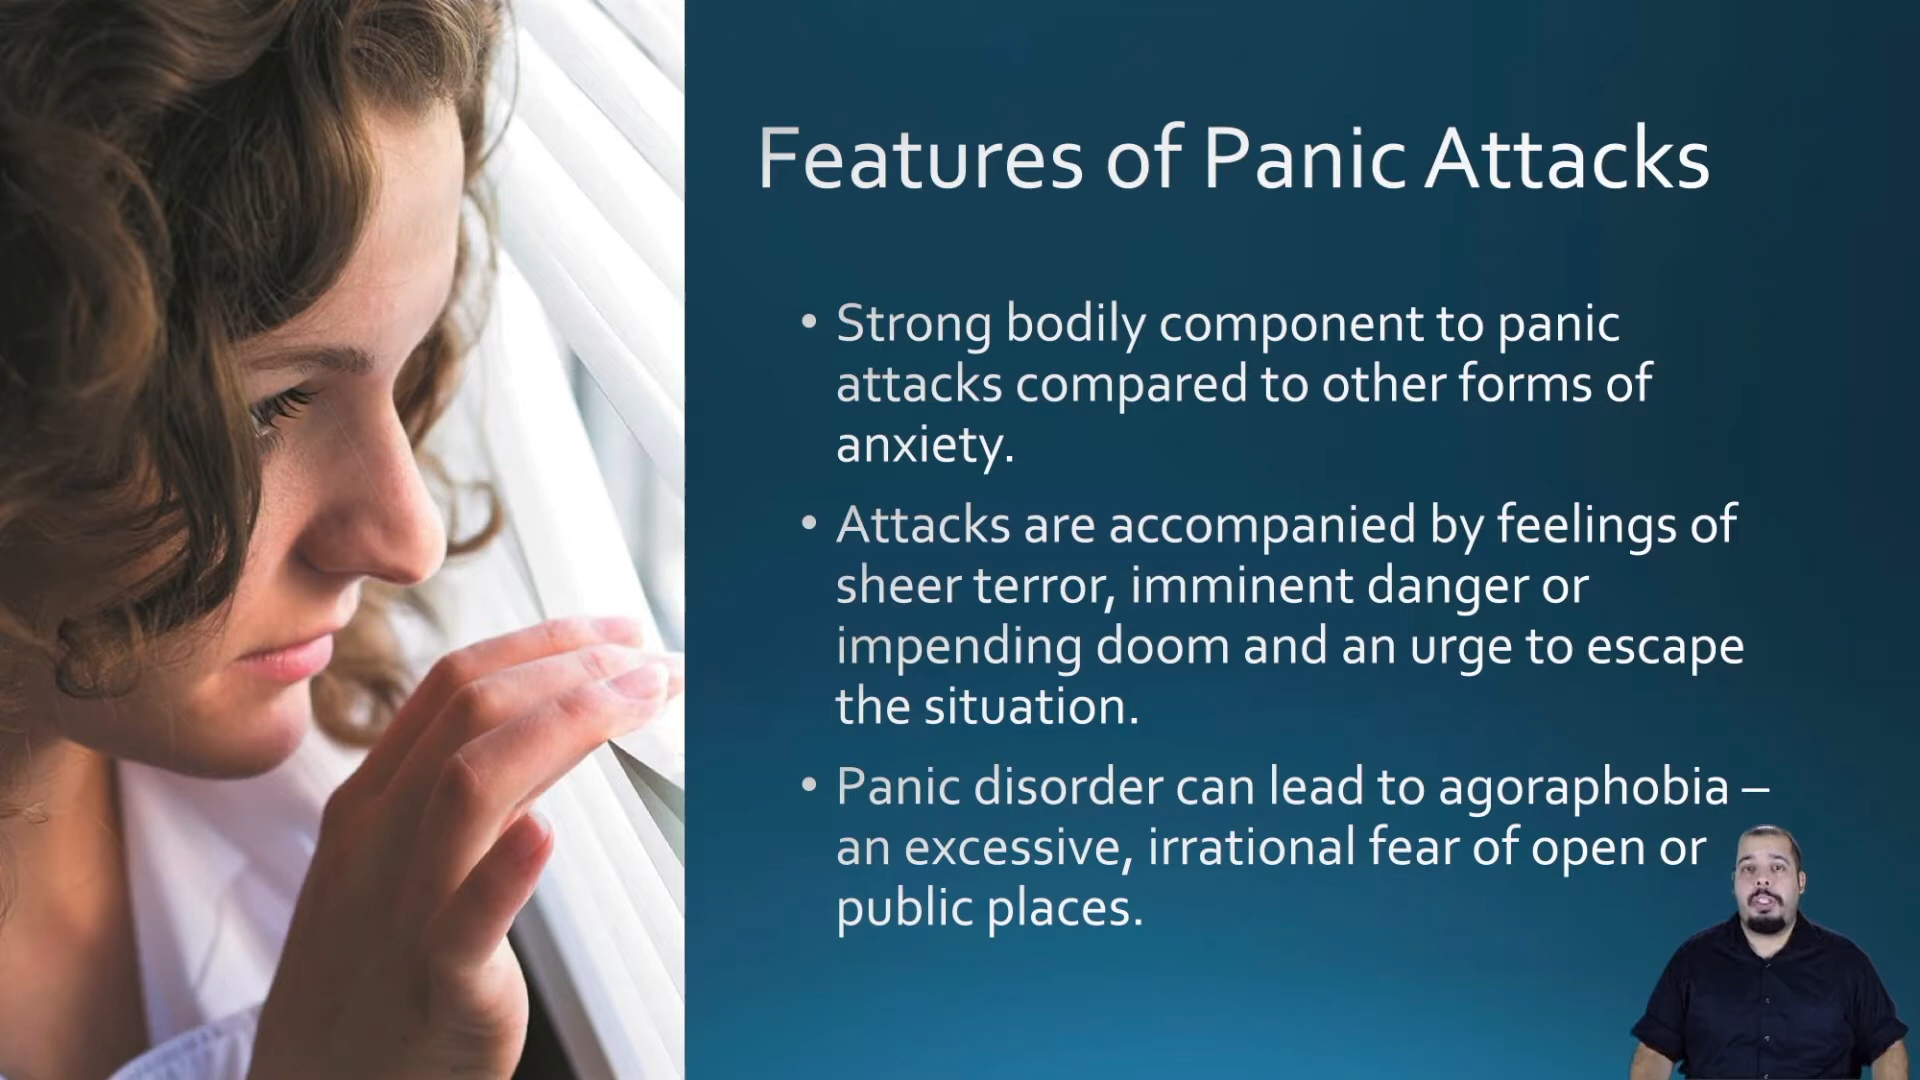 Features of Panic Attacks
• Strong bodily component to panic
attacks compared to other forms of
anxiety.
• Attacks are accompanied by feelings of
sheer terror, imminent danger or
impending doom and an urge to escape
the situation.
• Panic disorder can lead to agoraphobia –
an excessive, irrational fear of open or
public places.